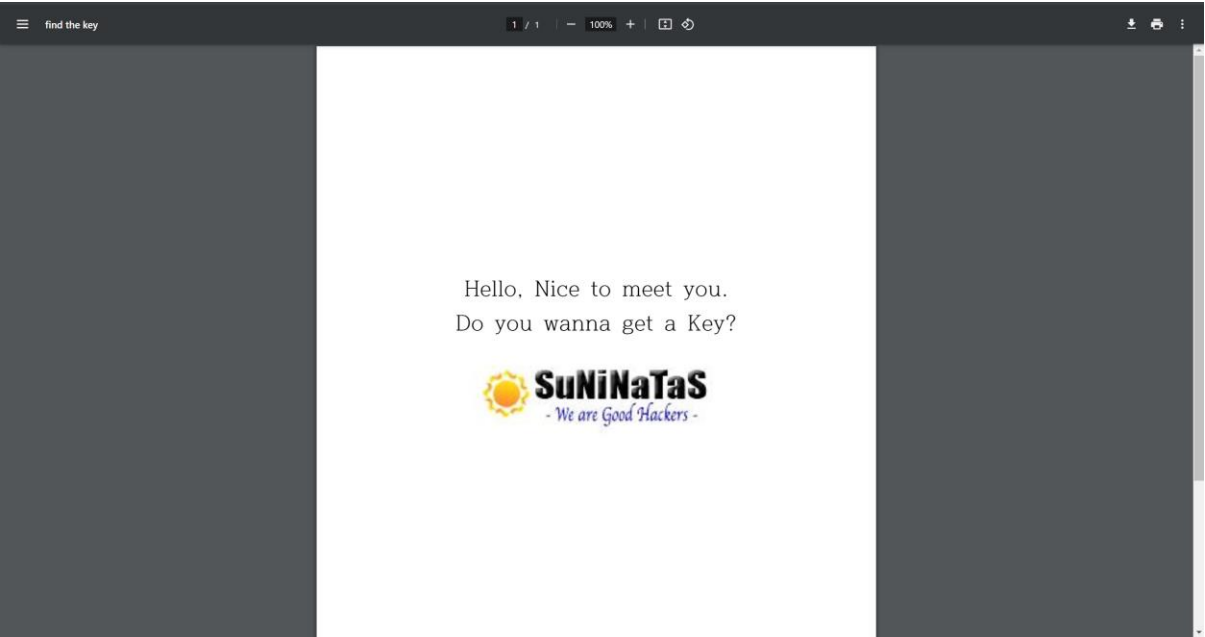 find the key
1 / 1
100%
Hello, Nice to meet you.
Do you wanna get a Key?
SuNiNaTaS
- We are Good Hackers -